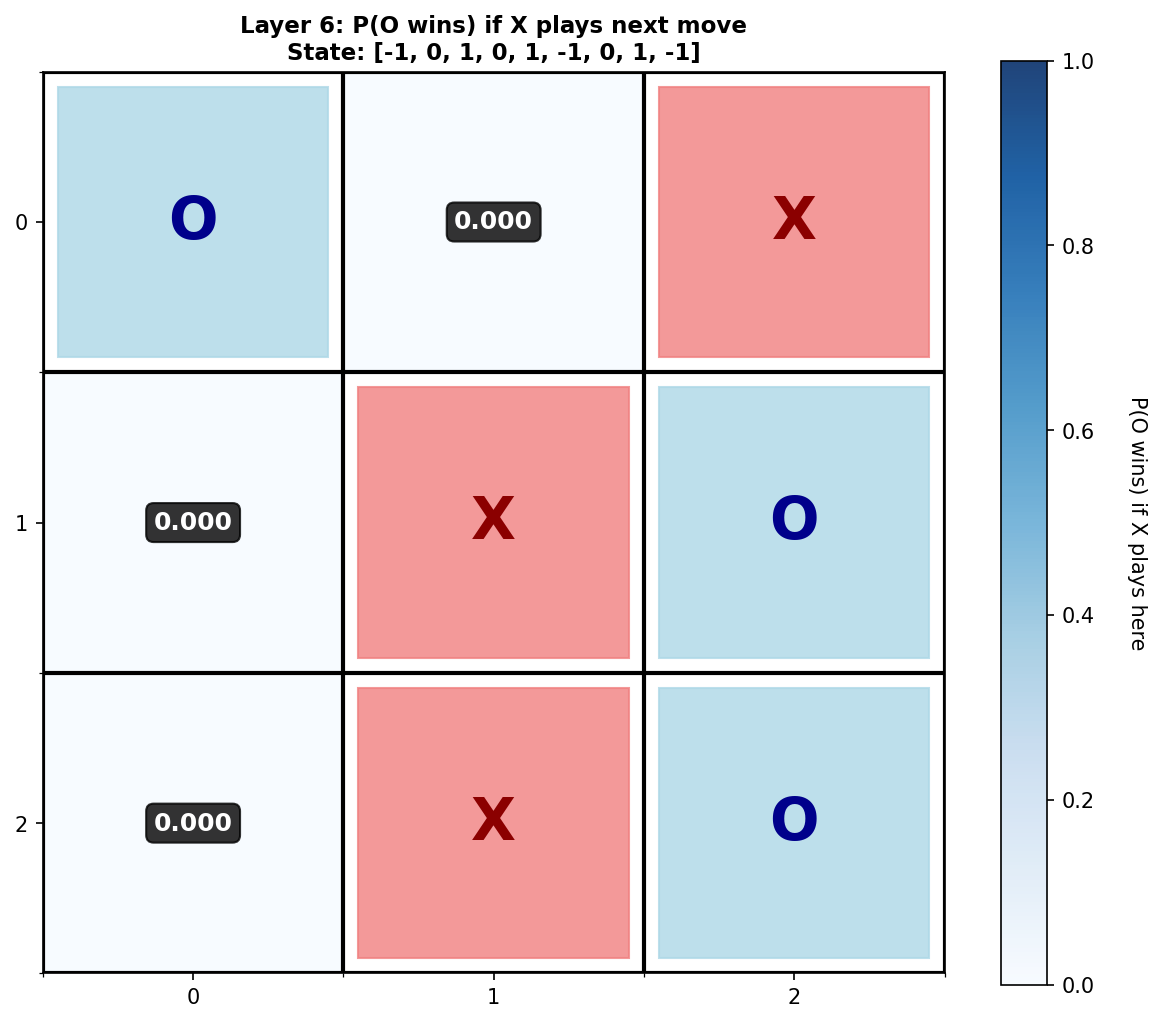 Layer 6: P(O wins) if X plays next move
State: [-1, 0, 1, 0, 1, -1, 0, 1, -1]
O
0.000
X
0
0.000
X
O
1
0.000
X
O
2
0
1
2
1.0
0.8
0.6
0.4
0.2
0.0
P(O wins) if X plays here